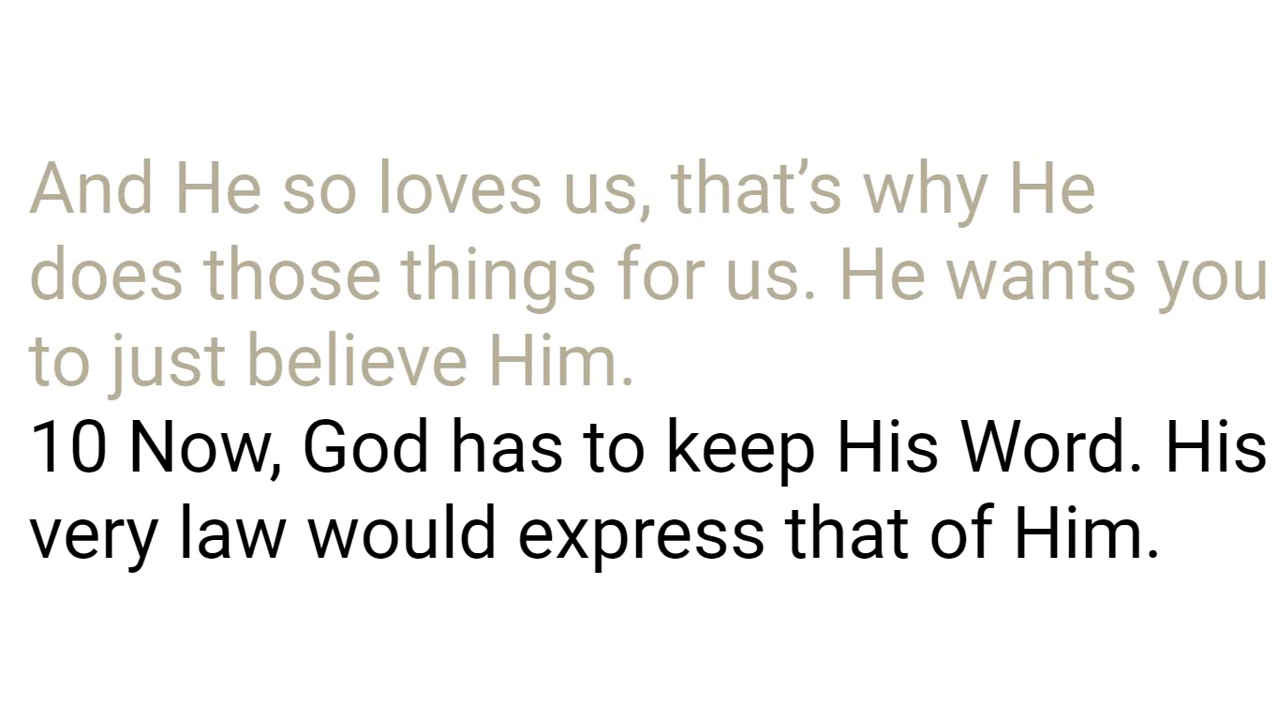 And He so loves us, that’s why He
does those things for us. He wants you
to just believe Him.
10 Now, God has to keep His Word. His
very law would express that of Him.